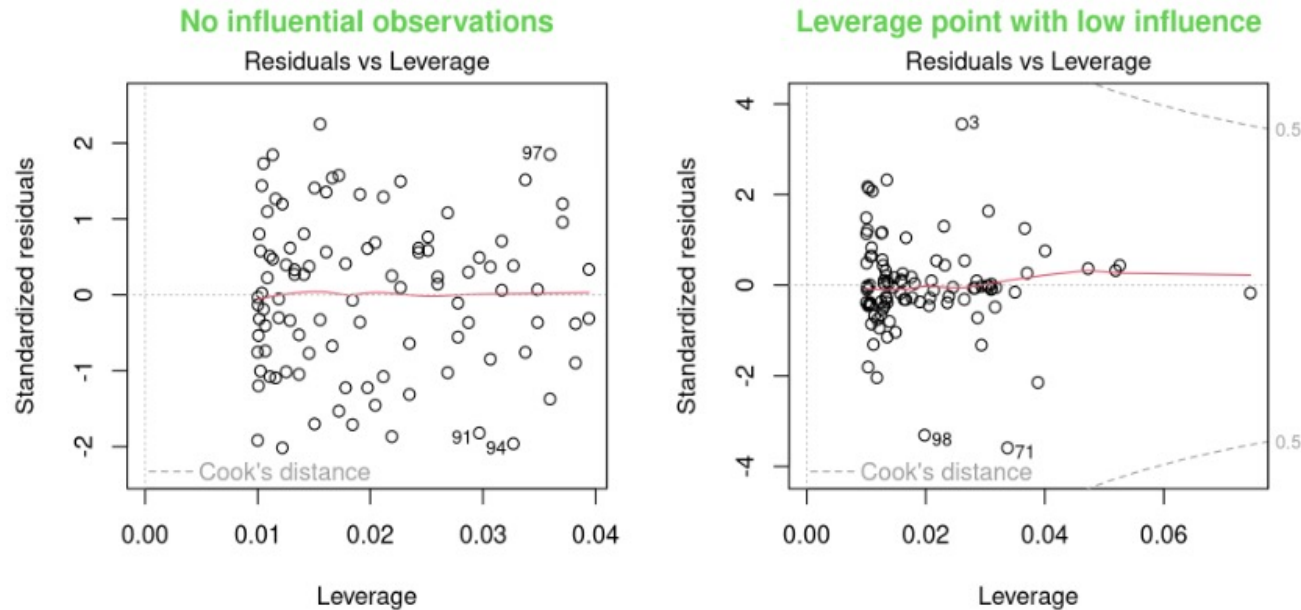 No influential observations
Residuals vs Leverage
Standardized residuals
2
1
0
-1
-2
97
91
94
Cook's distance
0.00 0.01 0.02 0.03 0.04
Leverage
Leverage point with low influence
Residuals vs Leverage
Standardized residuals
4
2
0
-2
-4
3
0.5
98
71
0.5
Cook's distance
0.00 0.02 0.04 0.06
Leverage